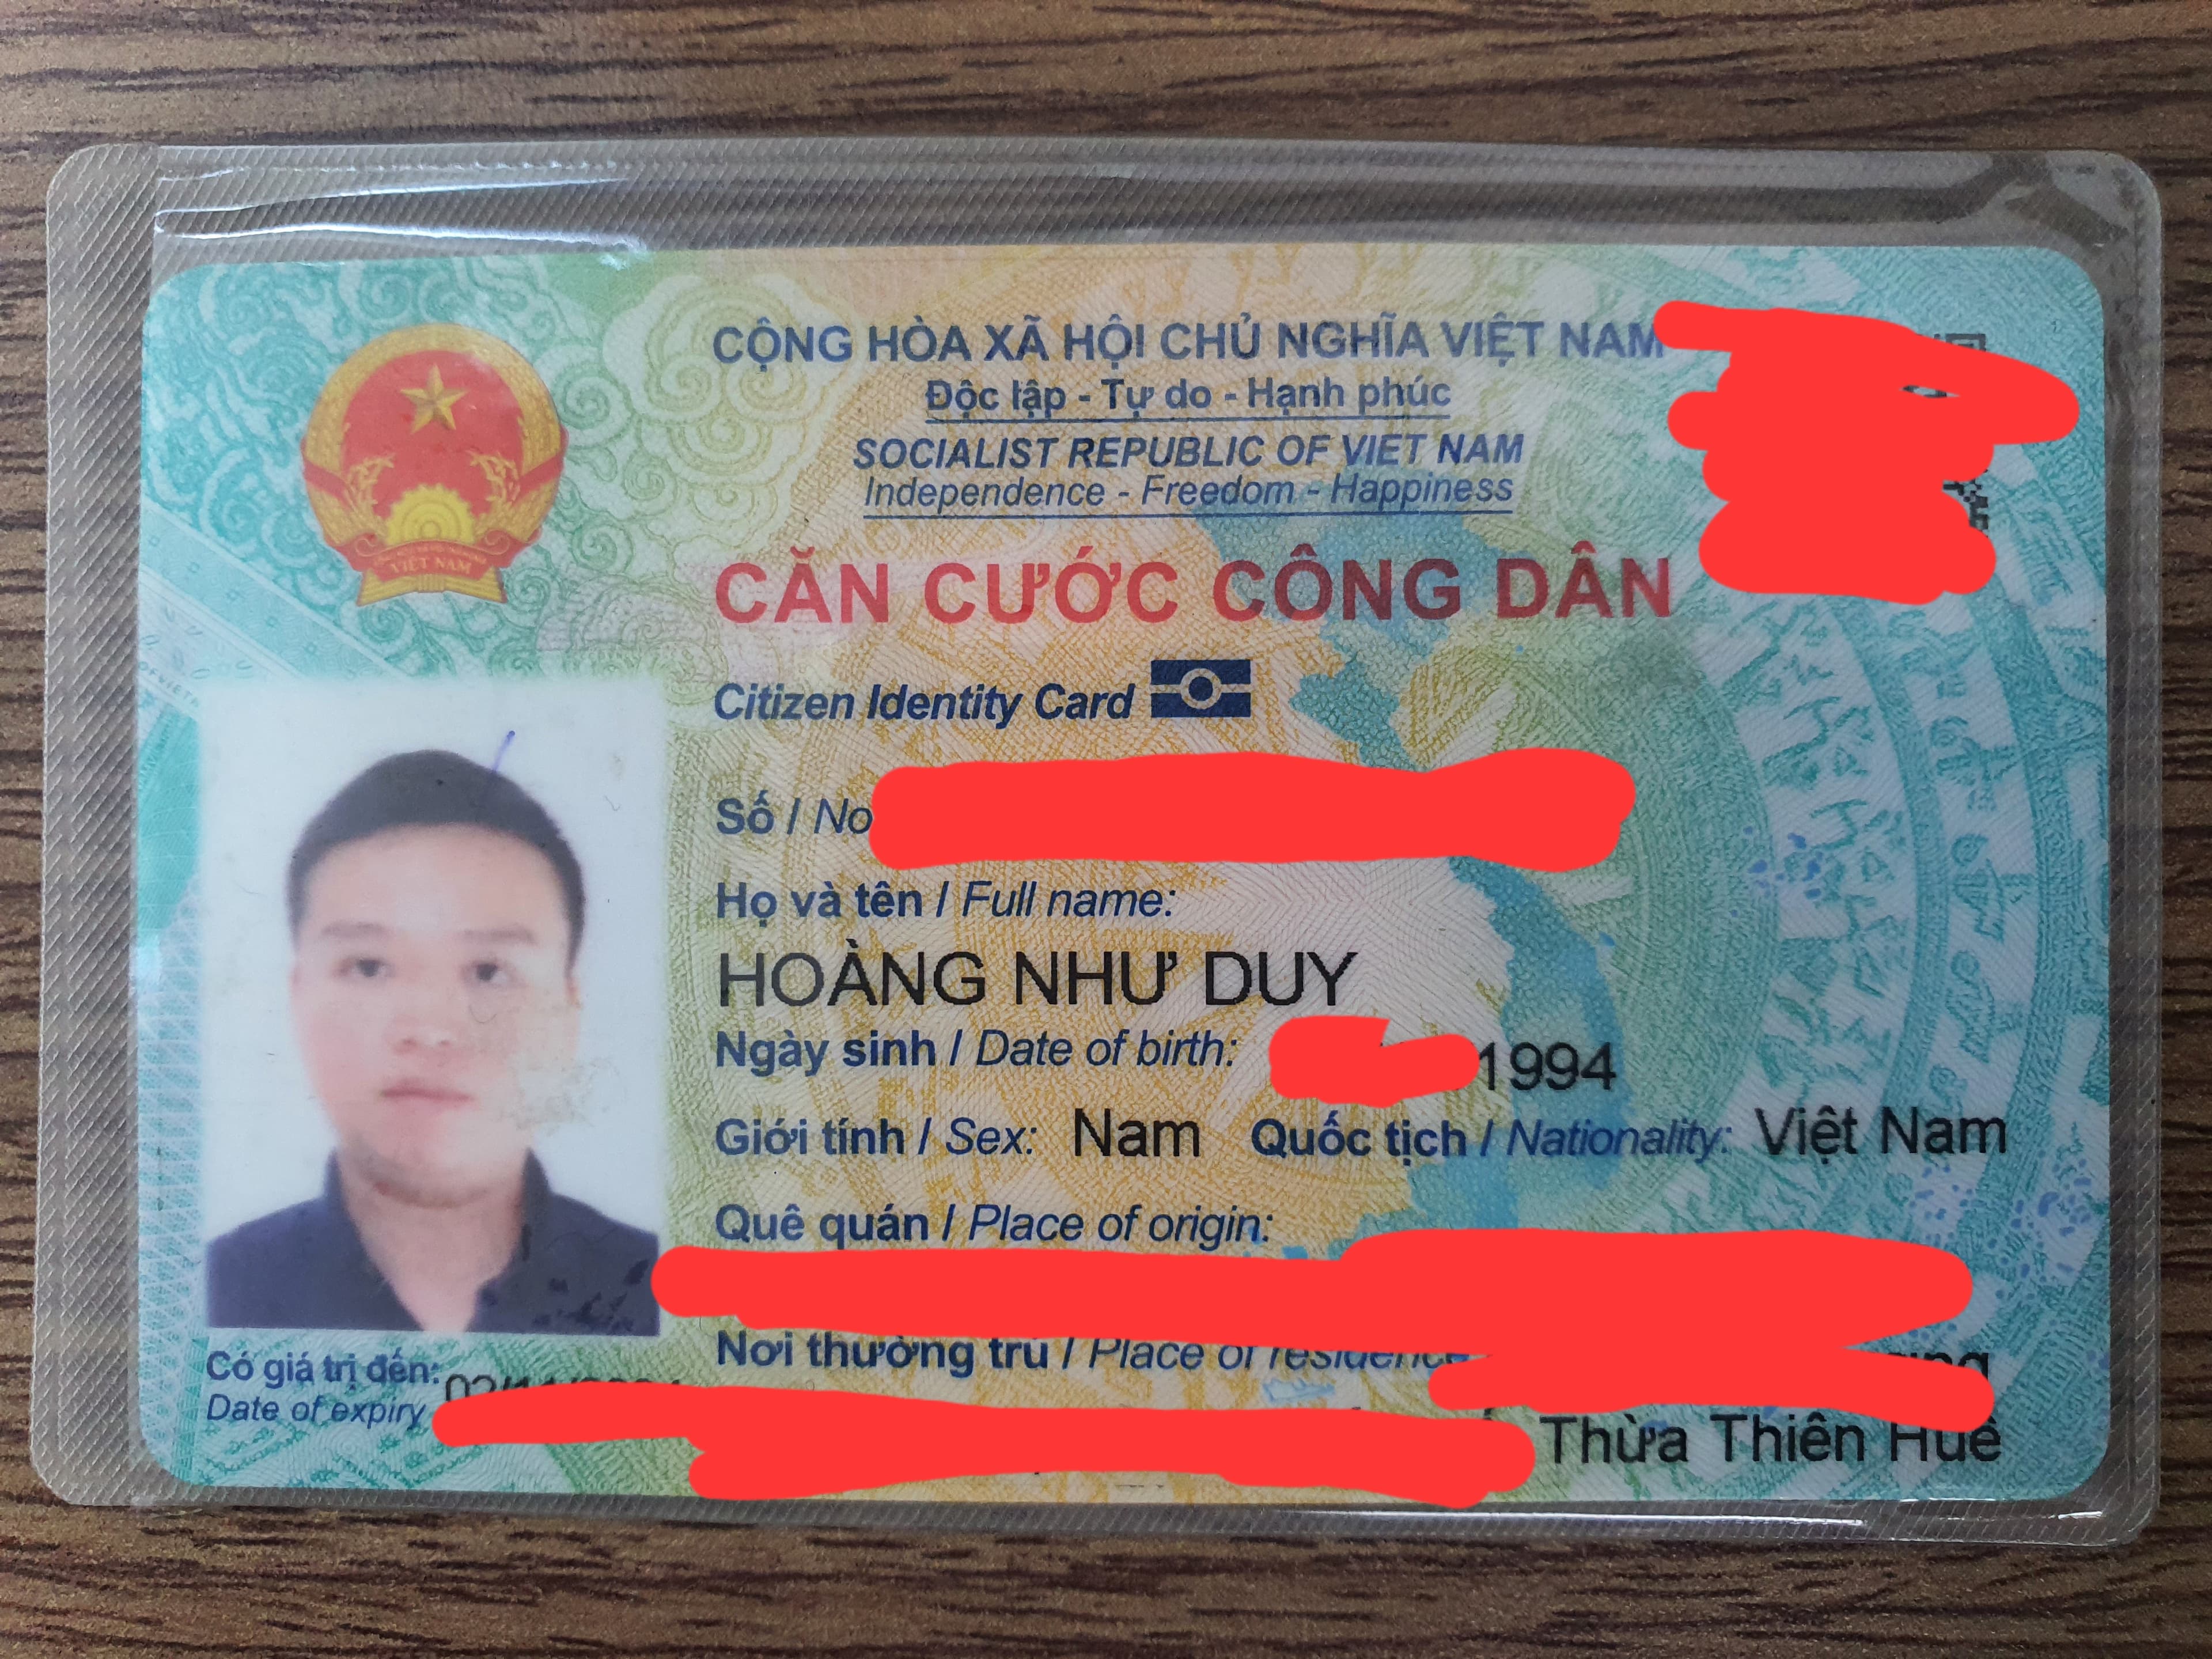 CỘNG HÒA XÃ HỘI CHỦ NGHĨA VIỆT NAM
Độc lập - Tự do - Hạnh phúc
SOCIALIST REPUBLIC OF VIET NAM
Independence - Freedom - Happiness
CĂN CƯỚC CÔNG DÂN
Citizen Identity Card
VIỆT NAM
Số / No
Họ và tên / Full name:
HOÀNG NHƯ DUY
Ngày sinh / Date of birth: 1994
Giới tính / Sex: Nam Quốc tịch / Nationality: Việt Nam
Quê quán / Place of origin:
Nơi thường trú / Place of residence
Thừa Thiên Huế
Có giá trị đến:
Date of expiry